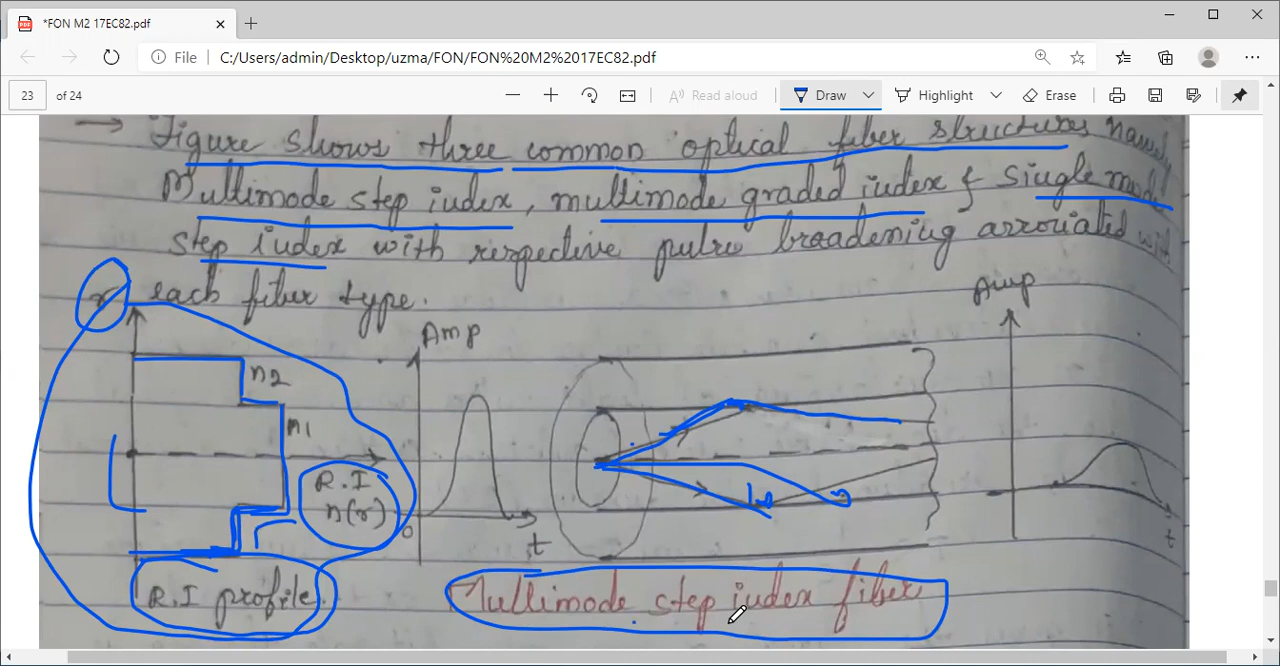 *FON M2 17EC82.pdf
File C:/Users/admin/Desktop/uzma/FON/FON%20M2%2017EC82.pdf
23 of 24 Read aloud Draw Highlight Erase
→ Figure shows three common optical fiber structures namely
Multimode step index, multimode graded index & single mode
step index with respective pulse broadening associated with
each fiber type.
r
Amp
Amp
n2
n1
R.I
n(r)
0
t
t
R.I profile.
Multimode step index fiber